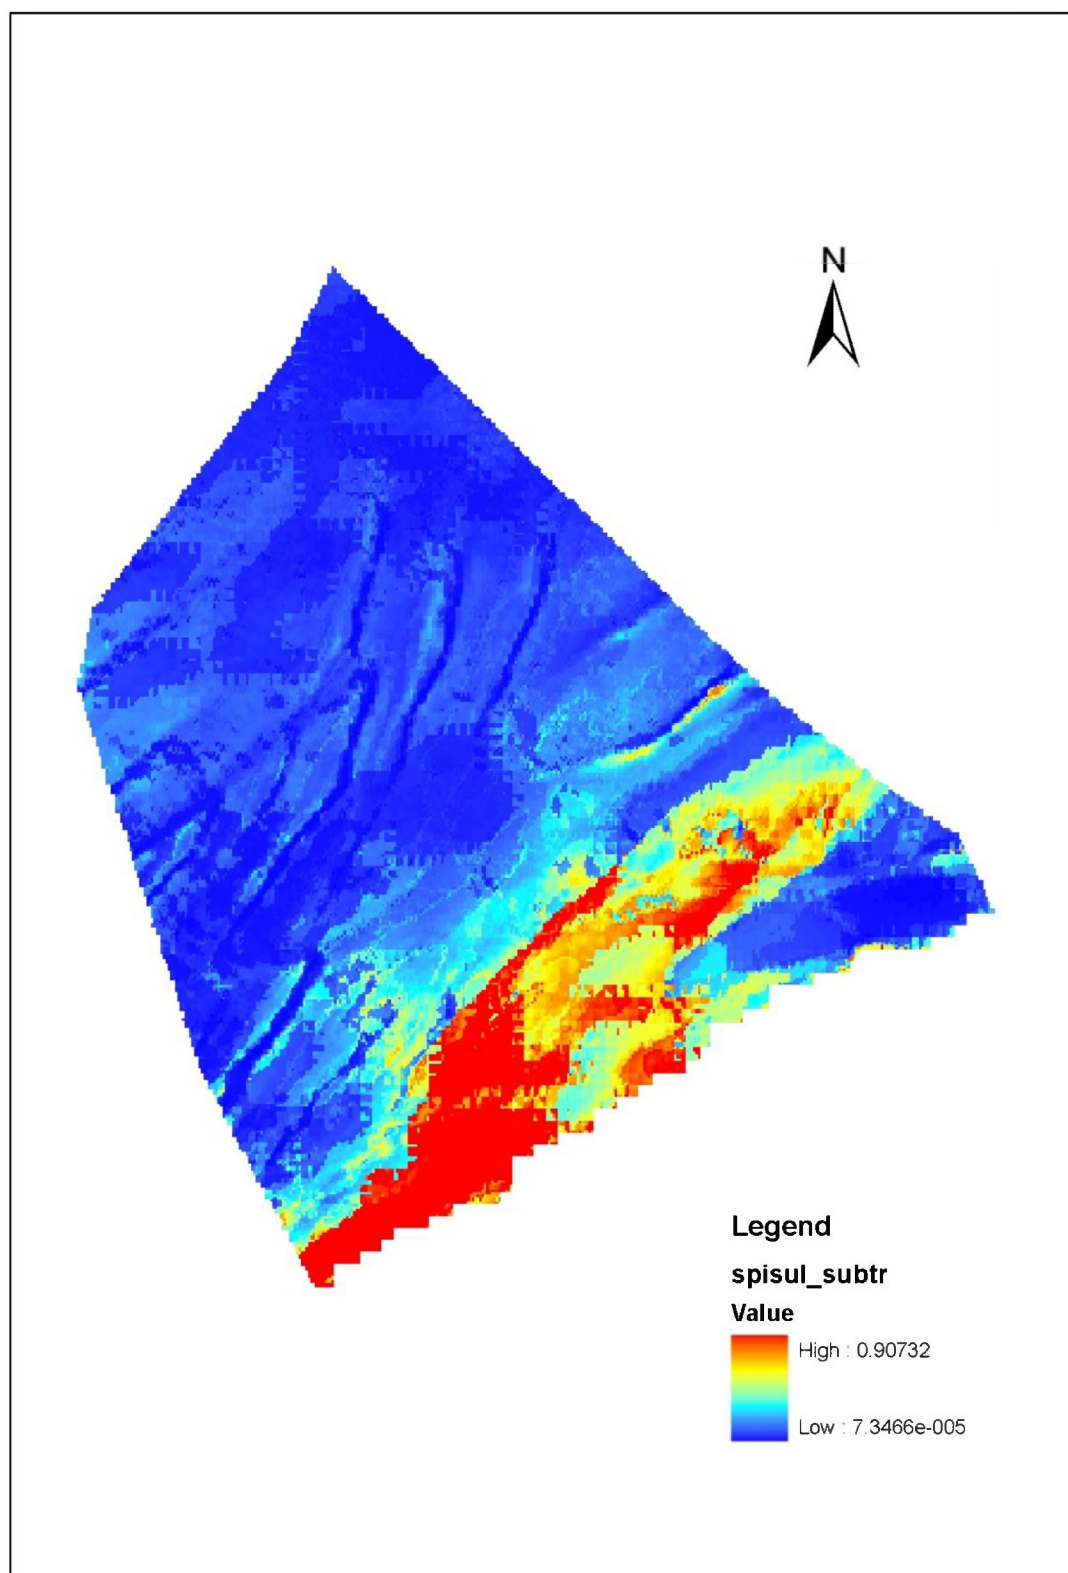 N
Legend
spisul_subtr
Value
High : 0.90732
Low : 7.3466e-005